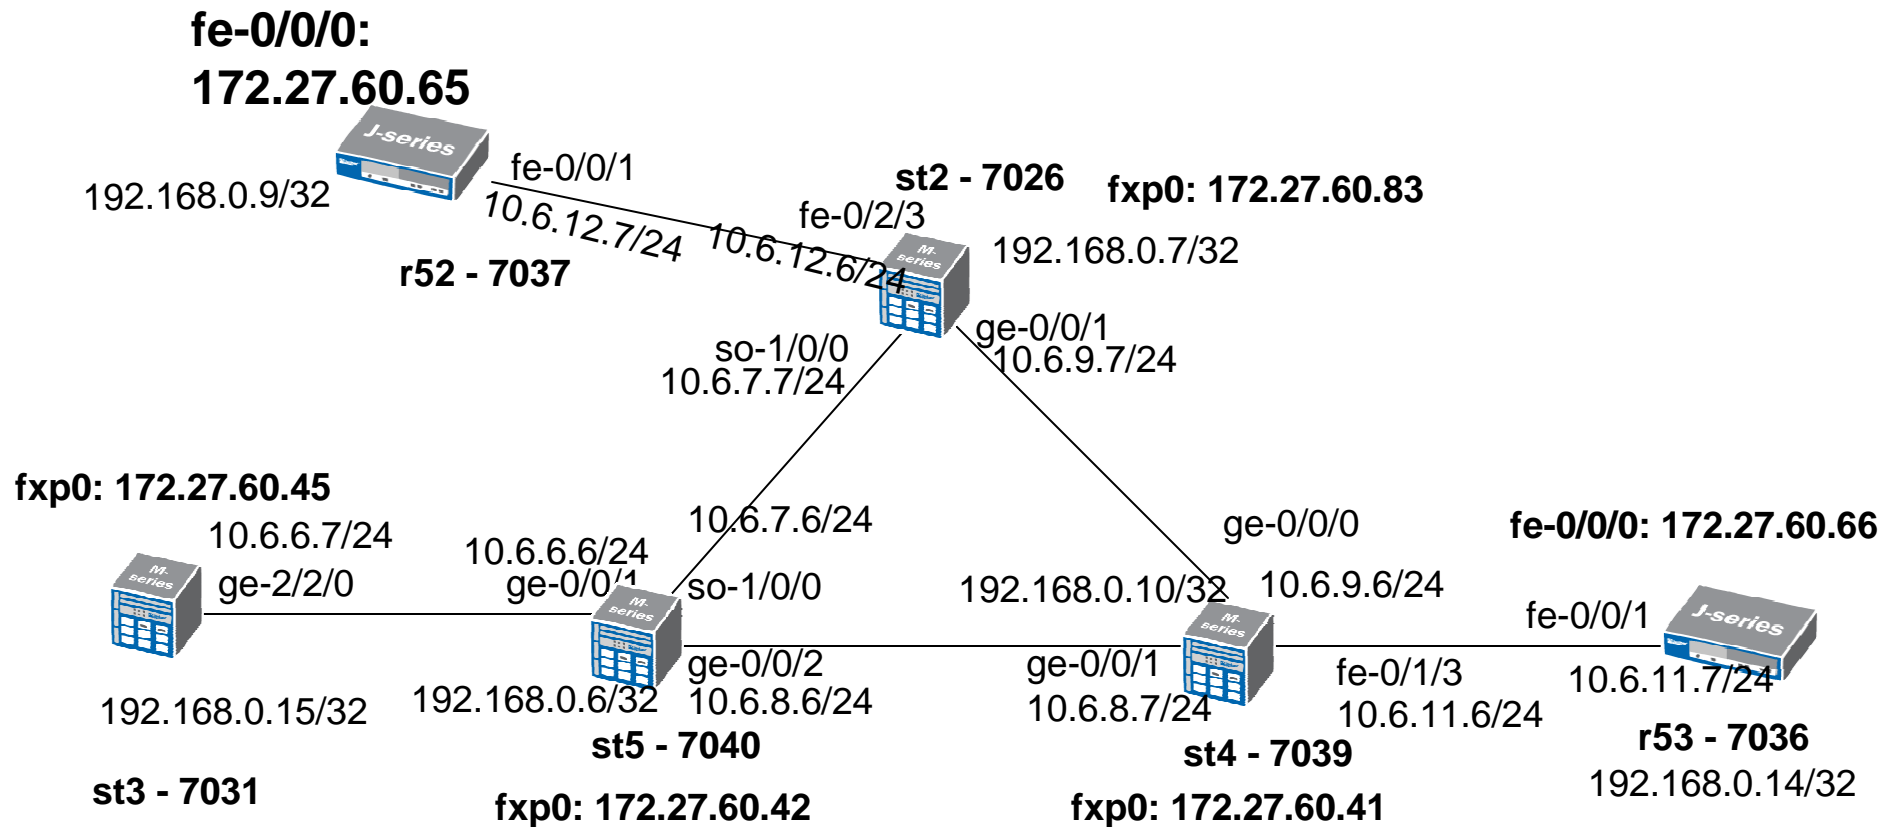 fe-0/0/0:
172.27.60.65
J-series
fe-0/0/1
192.168.0.9/32
10.6.12.7/24
r52 - 7037
st2 - 7026
fxp0: 172.27.60.83
fe-0/2/3
10.6.12.6/24
192.168.0.7/32
M-
series
ge-0/0/1
10.6.9.7/24
so-1/0/0
10.6.7.7/24
fxp0: 172.27.60.45
10.6.6.7/24
ge-2/2/0
M-
series
192.168.0.15/32
st3 - 7031
10.6.7.6/24
10.6.6.6/24
ge-0/0/1
so-1/0/0
M-
series
ge-0/0/2
192.168.0.6/32
10.6.8.6/24
st5 - 7040
fxp0: 172.27.60.42
ge-0/0/0
192.168.0.10/32
10.6.9.6/24
M-
series
ge-0/0/1
10.6.8.7/24
fe-0/1/3
10.6.11.6/24
st4 - 7039
fxp0: 172.27.60.41
fe-0/0/0: 172.27.60.66
fe-0/0/1
J-series
10.6.11.7/24
r53 - 7036
192.168.0.14/32